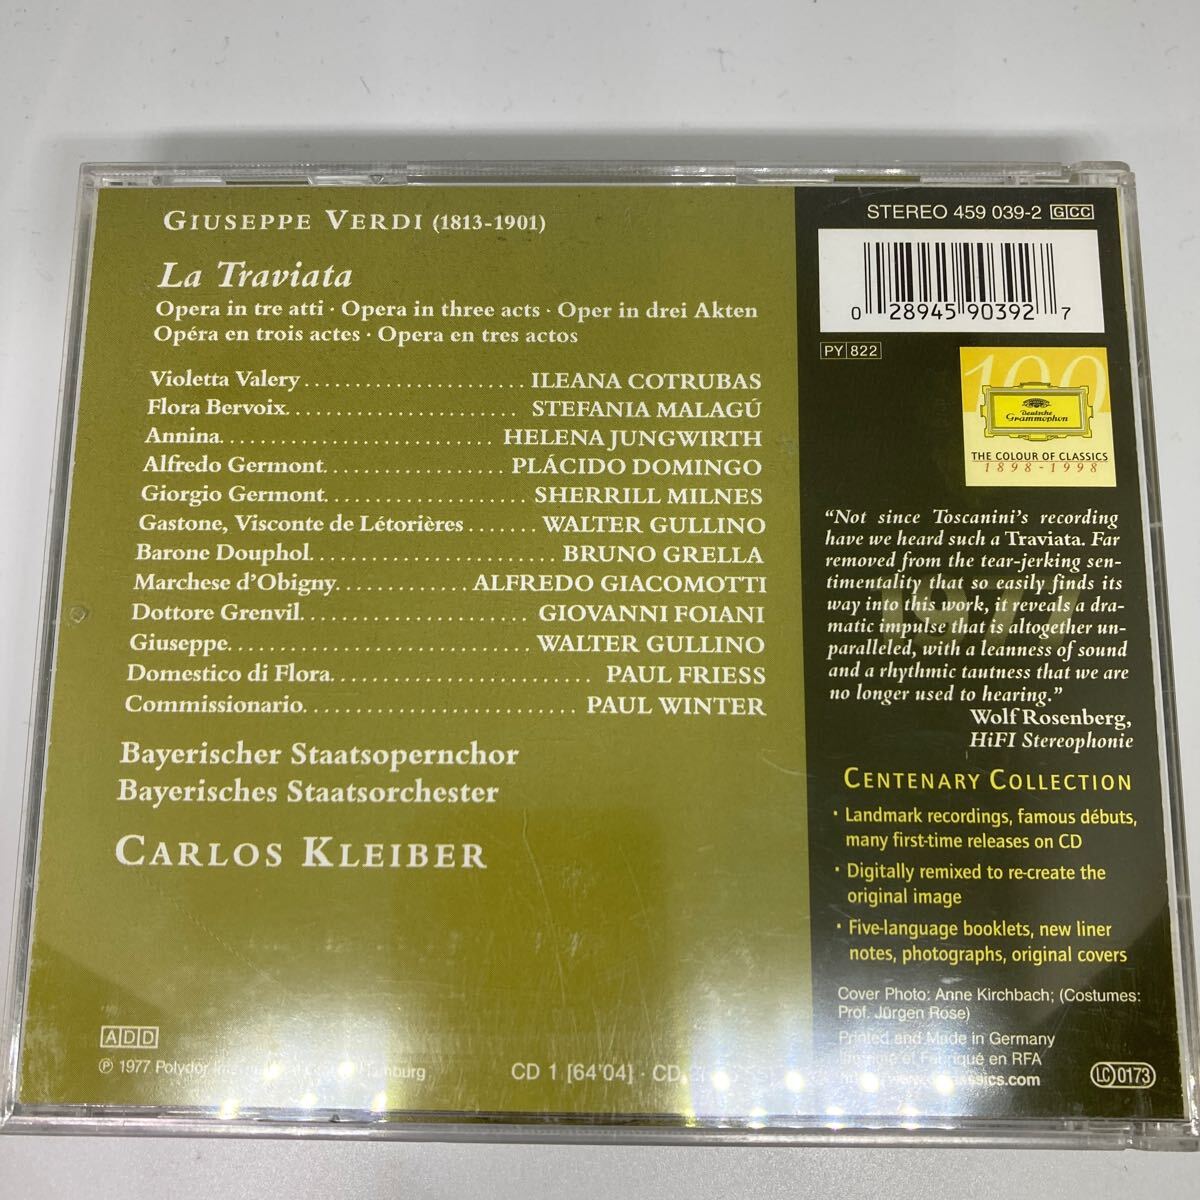 GIUSEPPE VERDI (1813-1901)
La Traviata
Opera in tre atti · Opera in three acts · Oper in drei Akten
Opéra en trois actes · Opera en tres actos
Violetta Valery ........................ ILEANA COTRUBAS
Flora Bervoix........................ STEFANIA MALAGÚ
Annina........................... HELENA JUNGWIRTH
Alfredo Germont................. PLÁCIDO DOMINGO
Giorgio Germont.................... SHERRILL MILNES
Gastone, Visconte de Létorières ....... WALTER GULLINO
Barone Douphol....................... BRUNO GRELLA
Marchese d'Obigny............ ALFREDO GIACOMOTTI
Dottore Grenvil..................... GIOVANNI FOIANI
Giuseppe............................ WALTER GULLINO
Domestico di Flora........................ PAUL FRIESS
Commissionario......................... PAUL WINTER
Bayerischer Staatsopernchor
Bayerisches Staatsorchester
CARLOS KLEIBER
ADD
Ⓟ 1977 Polydor Hamburg
CD 1 [64'04] · CD
STEREO 459 039-2 GCC
0 28945 90392 7
PY 822
100
Deutsche
Grammophon
THE COLOUR OF CLASSICS
1898-1998
1977
"Not since Toscanini's recording
have we heard such a Traviata. Far
removed from the tear-jerking sen-
timentality that so easily finds its
way into this work, it reveals a dra-
matic impulse that is altogether un-
paralleled, with a leanness of sound
and a rhythmic tautness that we are
no longer used to hearing."
Wolf Rosenberg,
HiFI Stereophonie
CENTENARY COLLECTION
· Landmark recordings, famous débuts,
many first-time releases on CD
· Digitally remixed to re-create the
original image
· Five-language booklets, new liner
notes, photographs, original covers
Cover Photo: Anne Kirchbach; (Costumes:
Prof. Jürgen Rose)
Printed and Made in Germany
Imprimé et Fabriqué en RFA
LC 0173